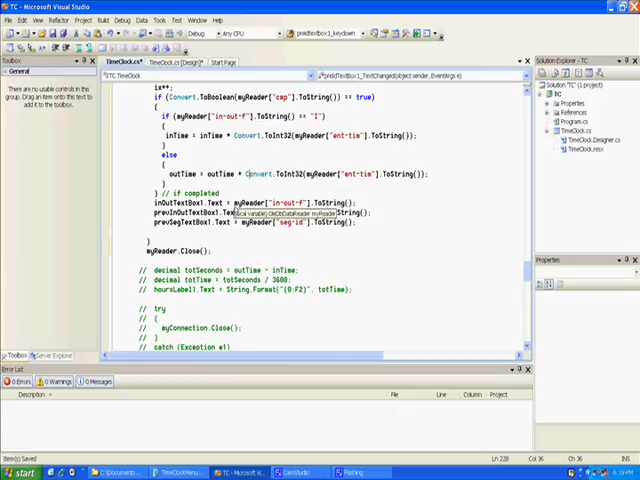 TC - Microsoft Visual Studio
File Edit View Refactor Project Build Debug Data Tools Test Window Help
Debug Any CPU predtextbox1_keydown
Toolbox
General
There are no usable controls in this
group. Drag an item onto this text to
add it to the toolbox.
Toolbox Server Explorer
TimeClock.cs* TimeClock.cs [Design]* Start Page
TC.TimeClock
preIdTextBox1_TextChanged(object sender, EventArgs e)
ix++;
if (Convert.ToBoolean(myReader["cmp"].ToString()) == true)
{
if (myReader["in-out-f"].ToString() == "I")
{
inTime = inTime + Convert.ToInt32(myReader["ent-tim"].ToString());
}
else
{
outTime = outTime + Convert.ToInt32(myReader["ent-tim"].ToString());
}
} // if completed
inOutTextBox1.Text = myReader["in-out-f"].ToString();
prevInOutTextBox1.Tex
(local variable) OleDbDataReader myReader
String();
prevSegTextBox1.Text = myReader["seg-id"].ToString();
}
myReader.Close();
// decimal totSeconds = outTime - inTime;
// decimal totTime = totSeconds / 3600;
// hoursLabel1.Text = String.Format("{0:F2}", totTime);
// try
// {
// myConnection.Close();
// }
// catch (Exception e1)
Solution Explorer
Solution 'TC' (1 project)
TC
Properties
References
Program.cs
TimeClock.cs
TimeClock.Designer.cs
TimeClock.resx
Properties
Error List
0 Errors 0 Warnings 0 Messages
Description File Line Column Project
Item(s) Saved Ln 228 Col 36 Ch 36
start C:\Documents... TimeClockMenu... TC - Microsoft Visu... CamStudio Flashing 6:19 PM